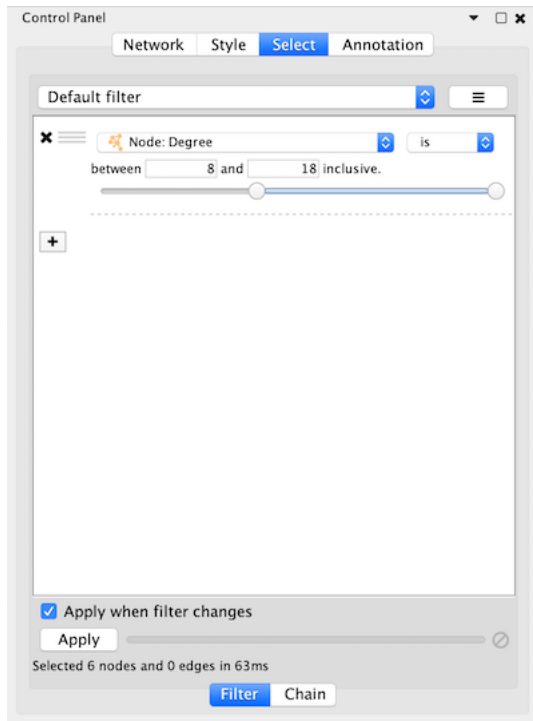 Control Panel
Network Style Select Annotation
Default filter
Node: Degree is
between 8 and 18 inclusive.
+
Apply when filter changes
Apply
Selected 6 nodes and 0 edges in 63ms
Filter Chain